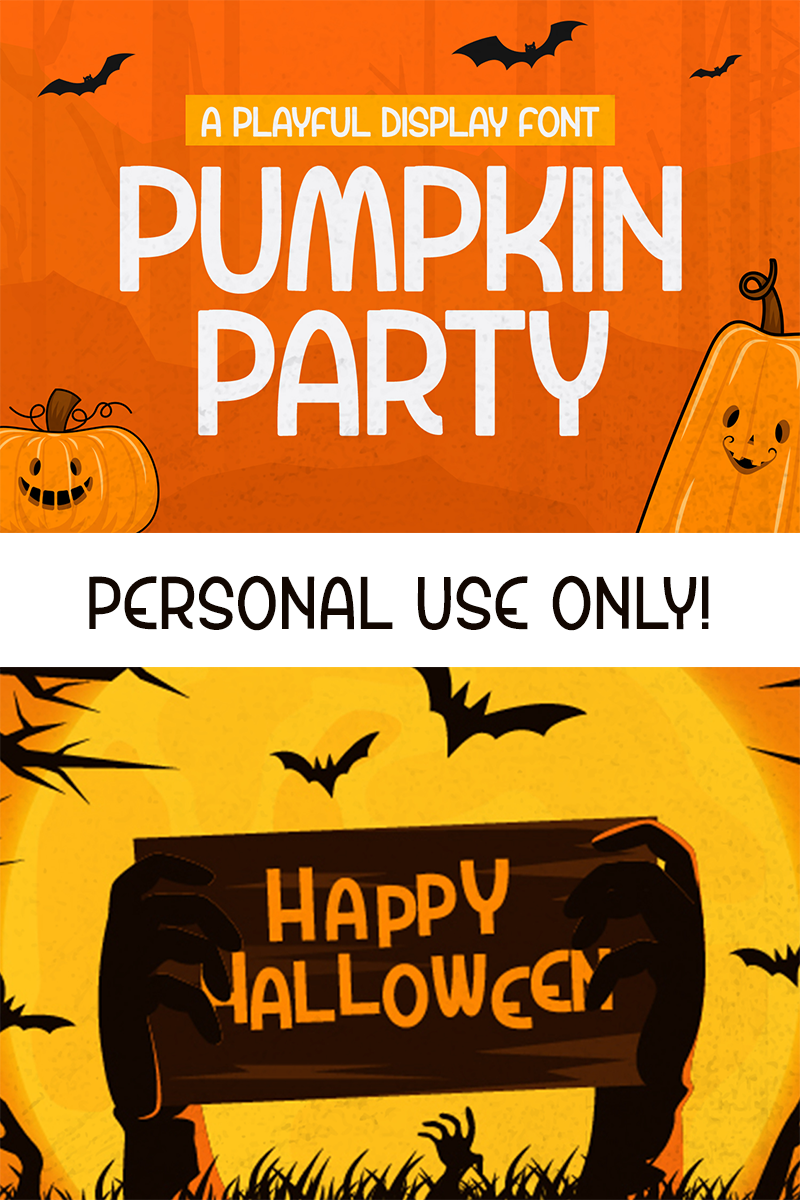 A PLAYFUL DISPLAY FONT
PUMPKIN
PARTY
PERSONAL USE ONLY!
HAPPY
HALLOWEEN